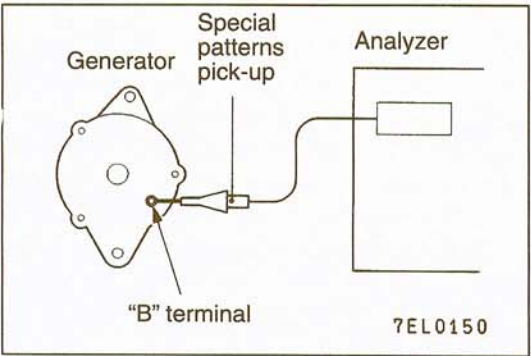 Generator
Special
patterns
pick-up
Analyzer
“B” terminal
7EL0150